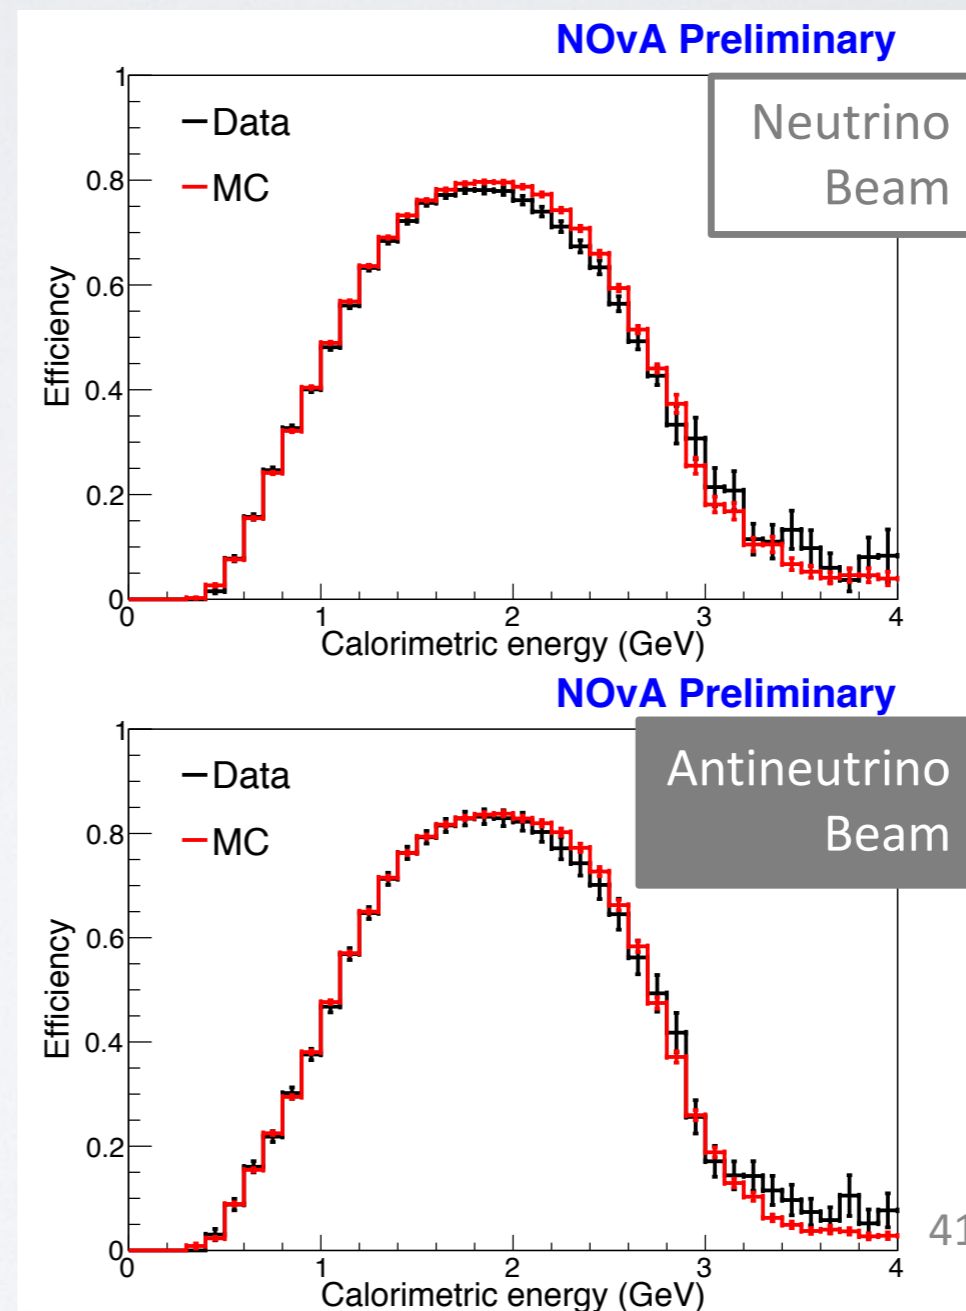 NOvA Preliminary
Neutrino
Beam
Data
MC
1
0.8
0.6
0.4
0.2
0
Efficiency
0 1 2 3 4
Calorimetric energy (GeV)
NOvA Preliminary
Antineutrino
Beam
Data
MC
1
0.8
0.6
0.4
0.2
0
Efficiency
0 1 2 3 4
Calorimetric energy (GeV)
41